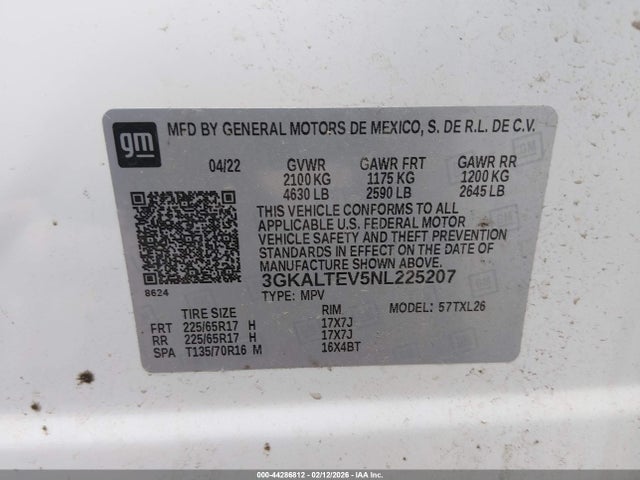 gm
MFD BY GENERAL MOTORS DE MEXICO, S. DE R.L. DE C.V.
04/22 GVWR GAWR FRT GAWR RR
2100 KG 1175 KG 1200 KG
4630 LB 2590 LB 2645 LB
THIS VEHICLE CONFORMS TO ALL
APPLICABLE U.S. FEDERAL MOTOR
VEHICLE SAFETY AND THEFT PREVENTION
STANDARDS IN EFFECT ON THE DATE OF
MANUFACTURE SHOWN ABOVE.
3GKALTEV5NL225207
8624 TYPE: MPV
TIRE SIZE RIM MODEL: 57TXL26
FRT 225/65R17 H 17X7J
RR 225/65R17 H 17X7J
SPA T135/70R16 M 16X4BT
000-44286812 - 02/12/2026 - IAAI.COM